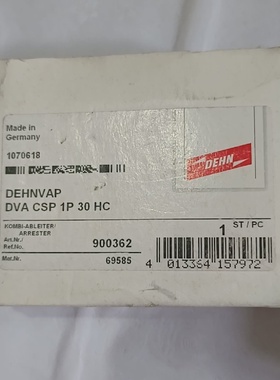 Made in
Germany
1070618
DEHN
DEHNVAP
DVA CSP 1P 30 HC
KOMBI-ABLEITER/
ARRESTER
1
ST / PC
Art.Nr./
Ref.No.
900362
Mat.Nr.
69585
4 013364 157972